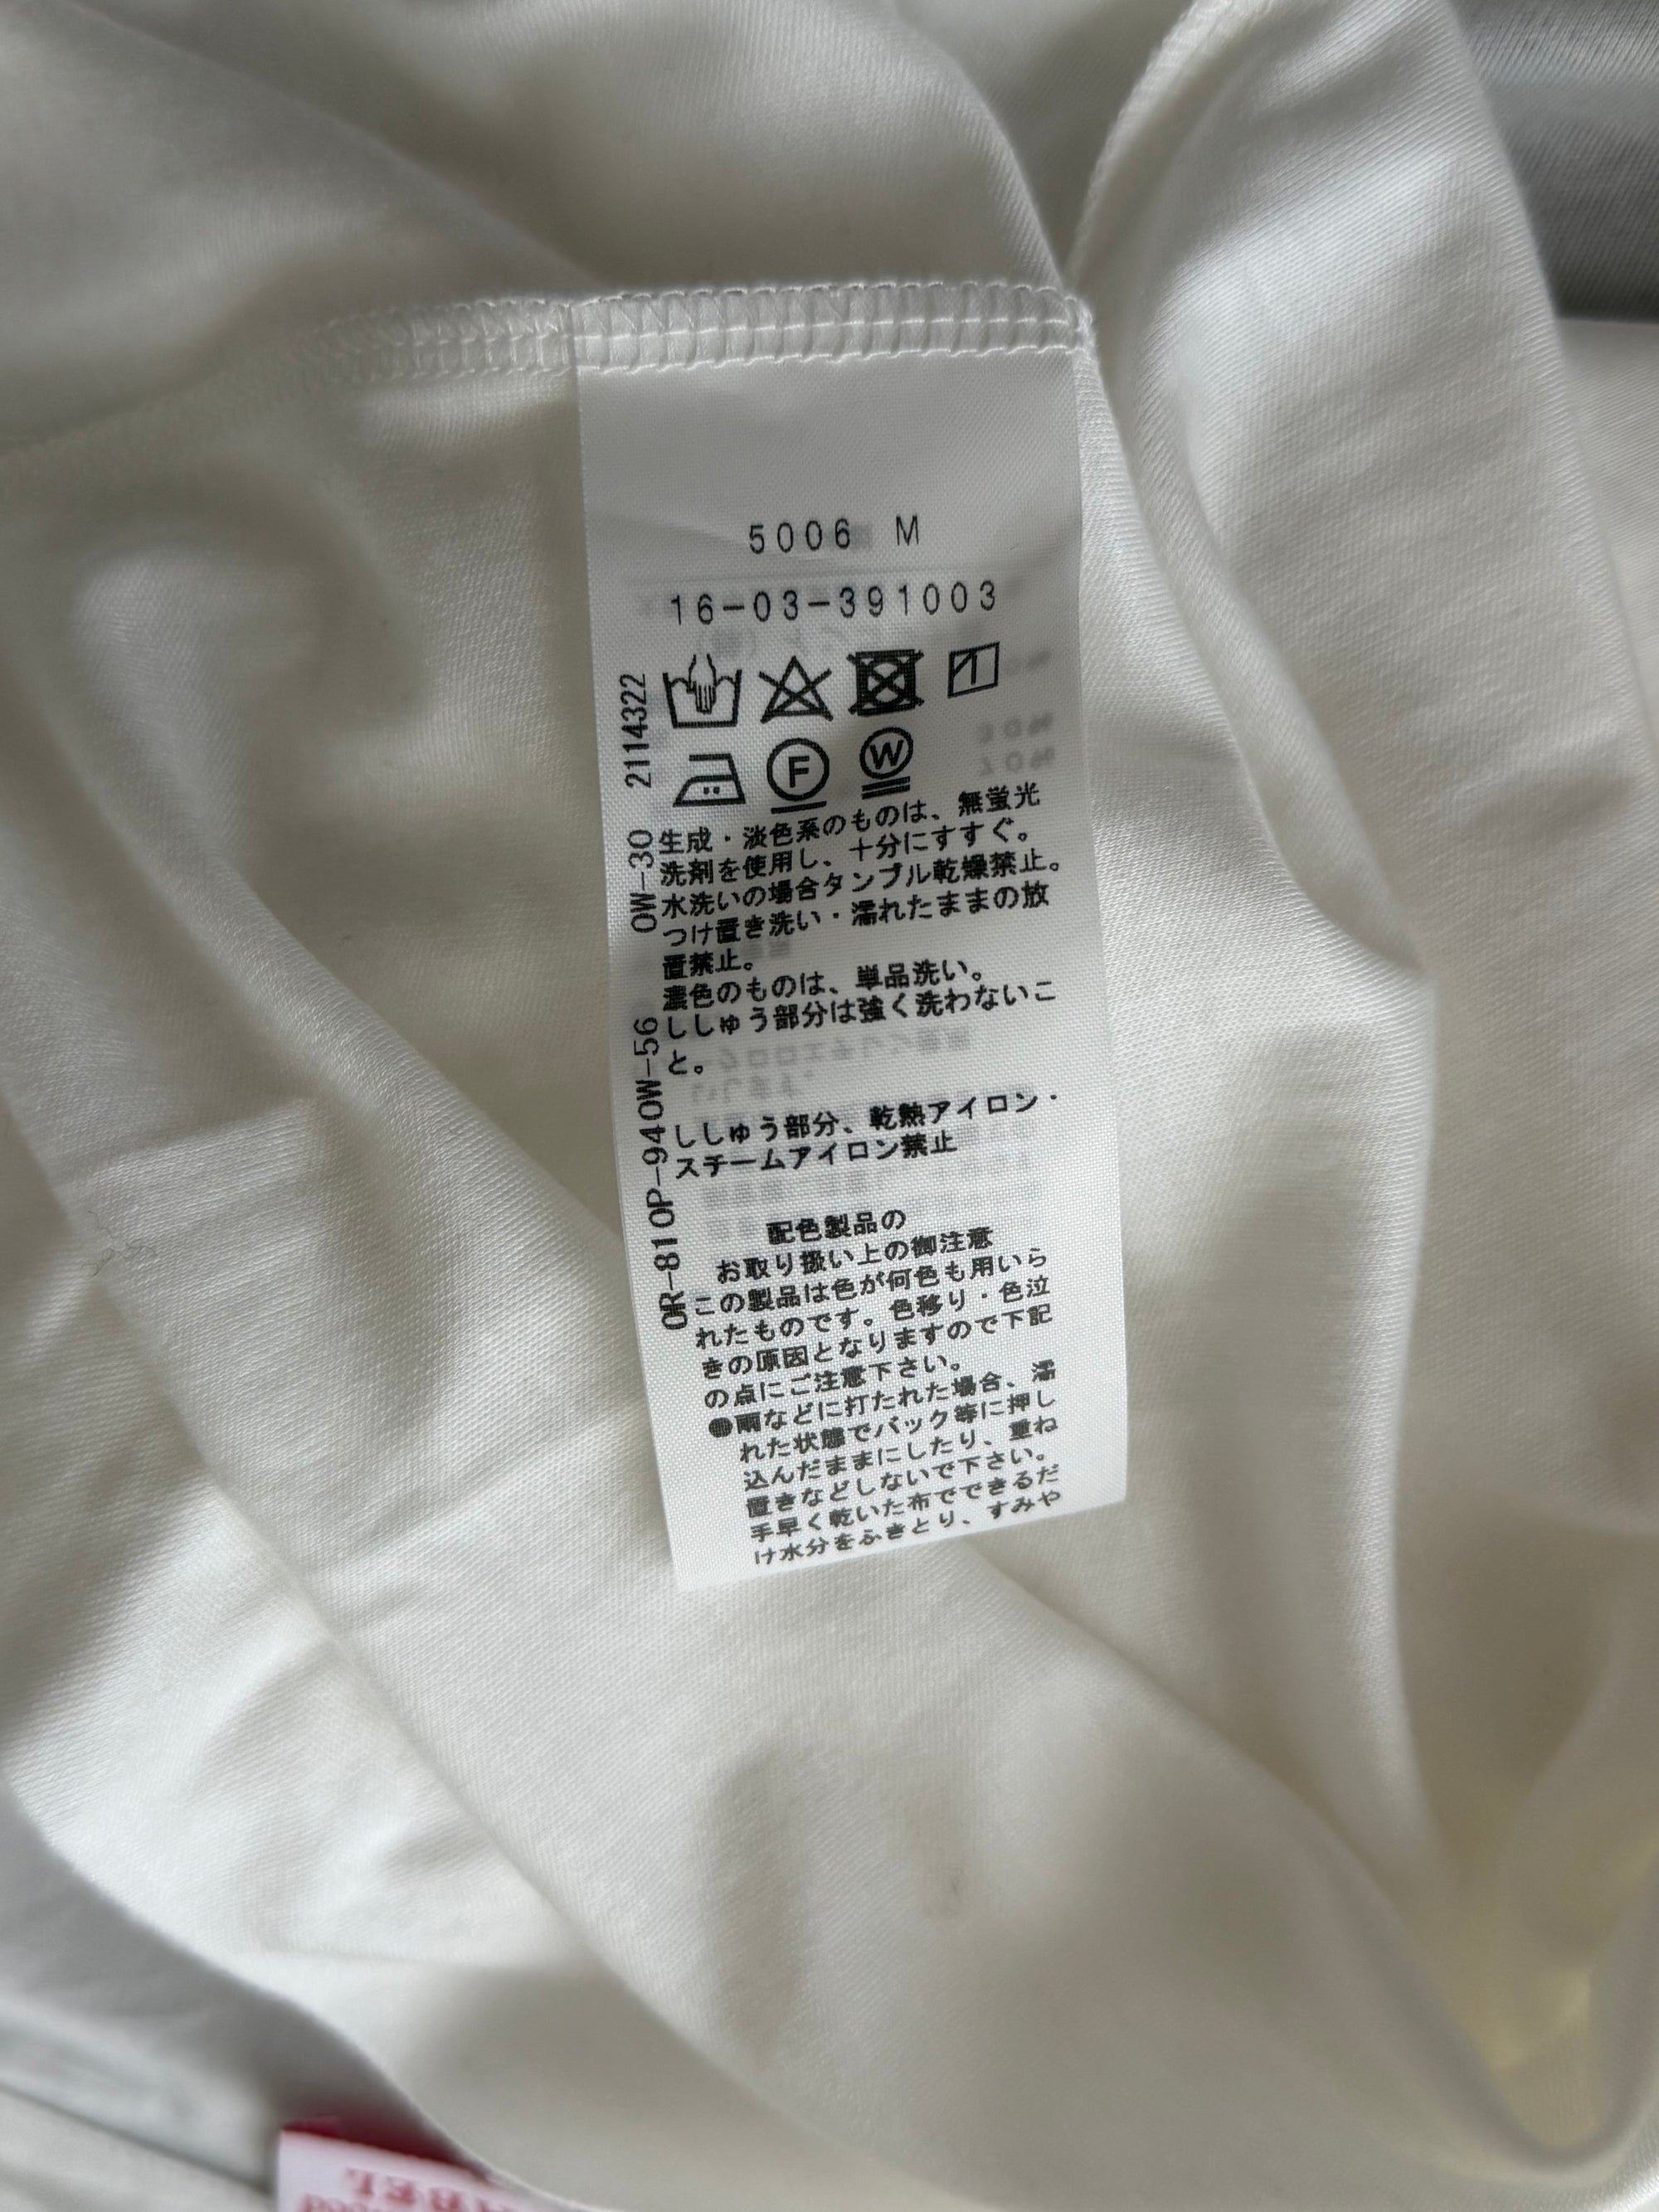 5006 M
16-03-391003
F W
生成・淡色系のものは、無蛍光
洗剤を使用し、十分にすすぐ。
水洗いの場合タンブル乾燥禁止。
つけ置き洗い・濡れたままの放
置禁止。
濃色のものは、単品洗い。
ししゅう部分は強く洗わないこ
と。
ししゅう部分、乾熱アイロン・
スチームアイロン禁止
配色製品の
お取り扱い上の御注意
この製品は色が何色も用いら
れたものです。色移り・色泣
きの原因となりますので下記
の点にご注意下さい。
●雨などに打たれた場合、濡
れた状態でバック等に押し
込んだままにしたり、重ね
置きなどしないで下さい。
手早く乾いた布でできるだ
け水分をふきとり、すみや
2114322
OW-30
OW-56
GR-81 OP-94